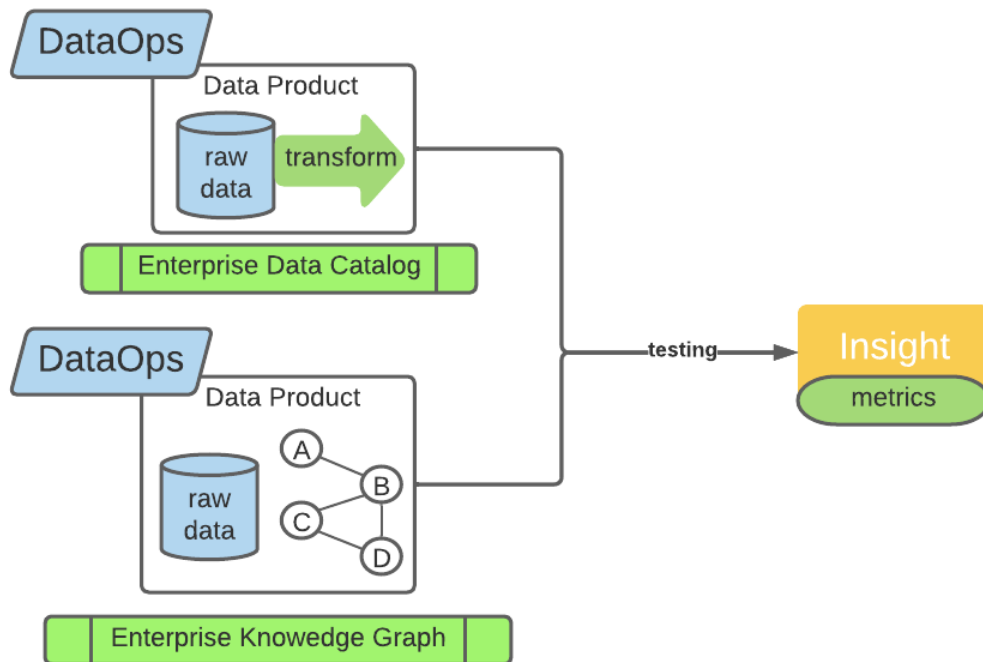 DataOps
Data Product
raw
data
transform
Enterprise Data Catalog
DataOps
Data Product
raw
data
A
B
C
D
Enterprise Knowedge Graph
testing
Insight
metrics